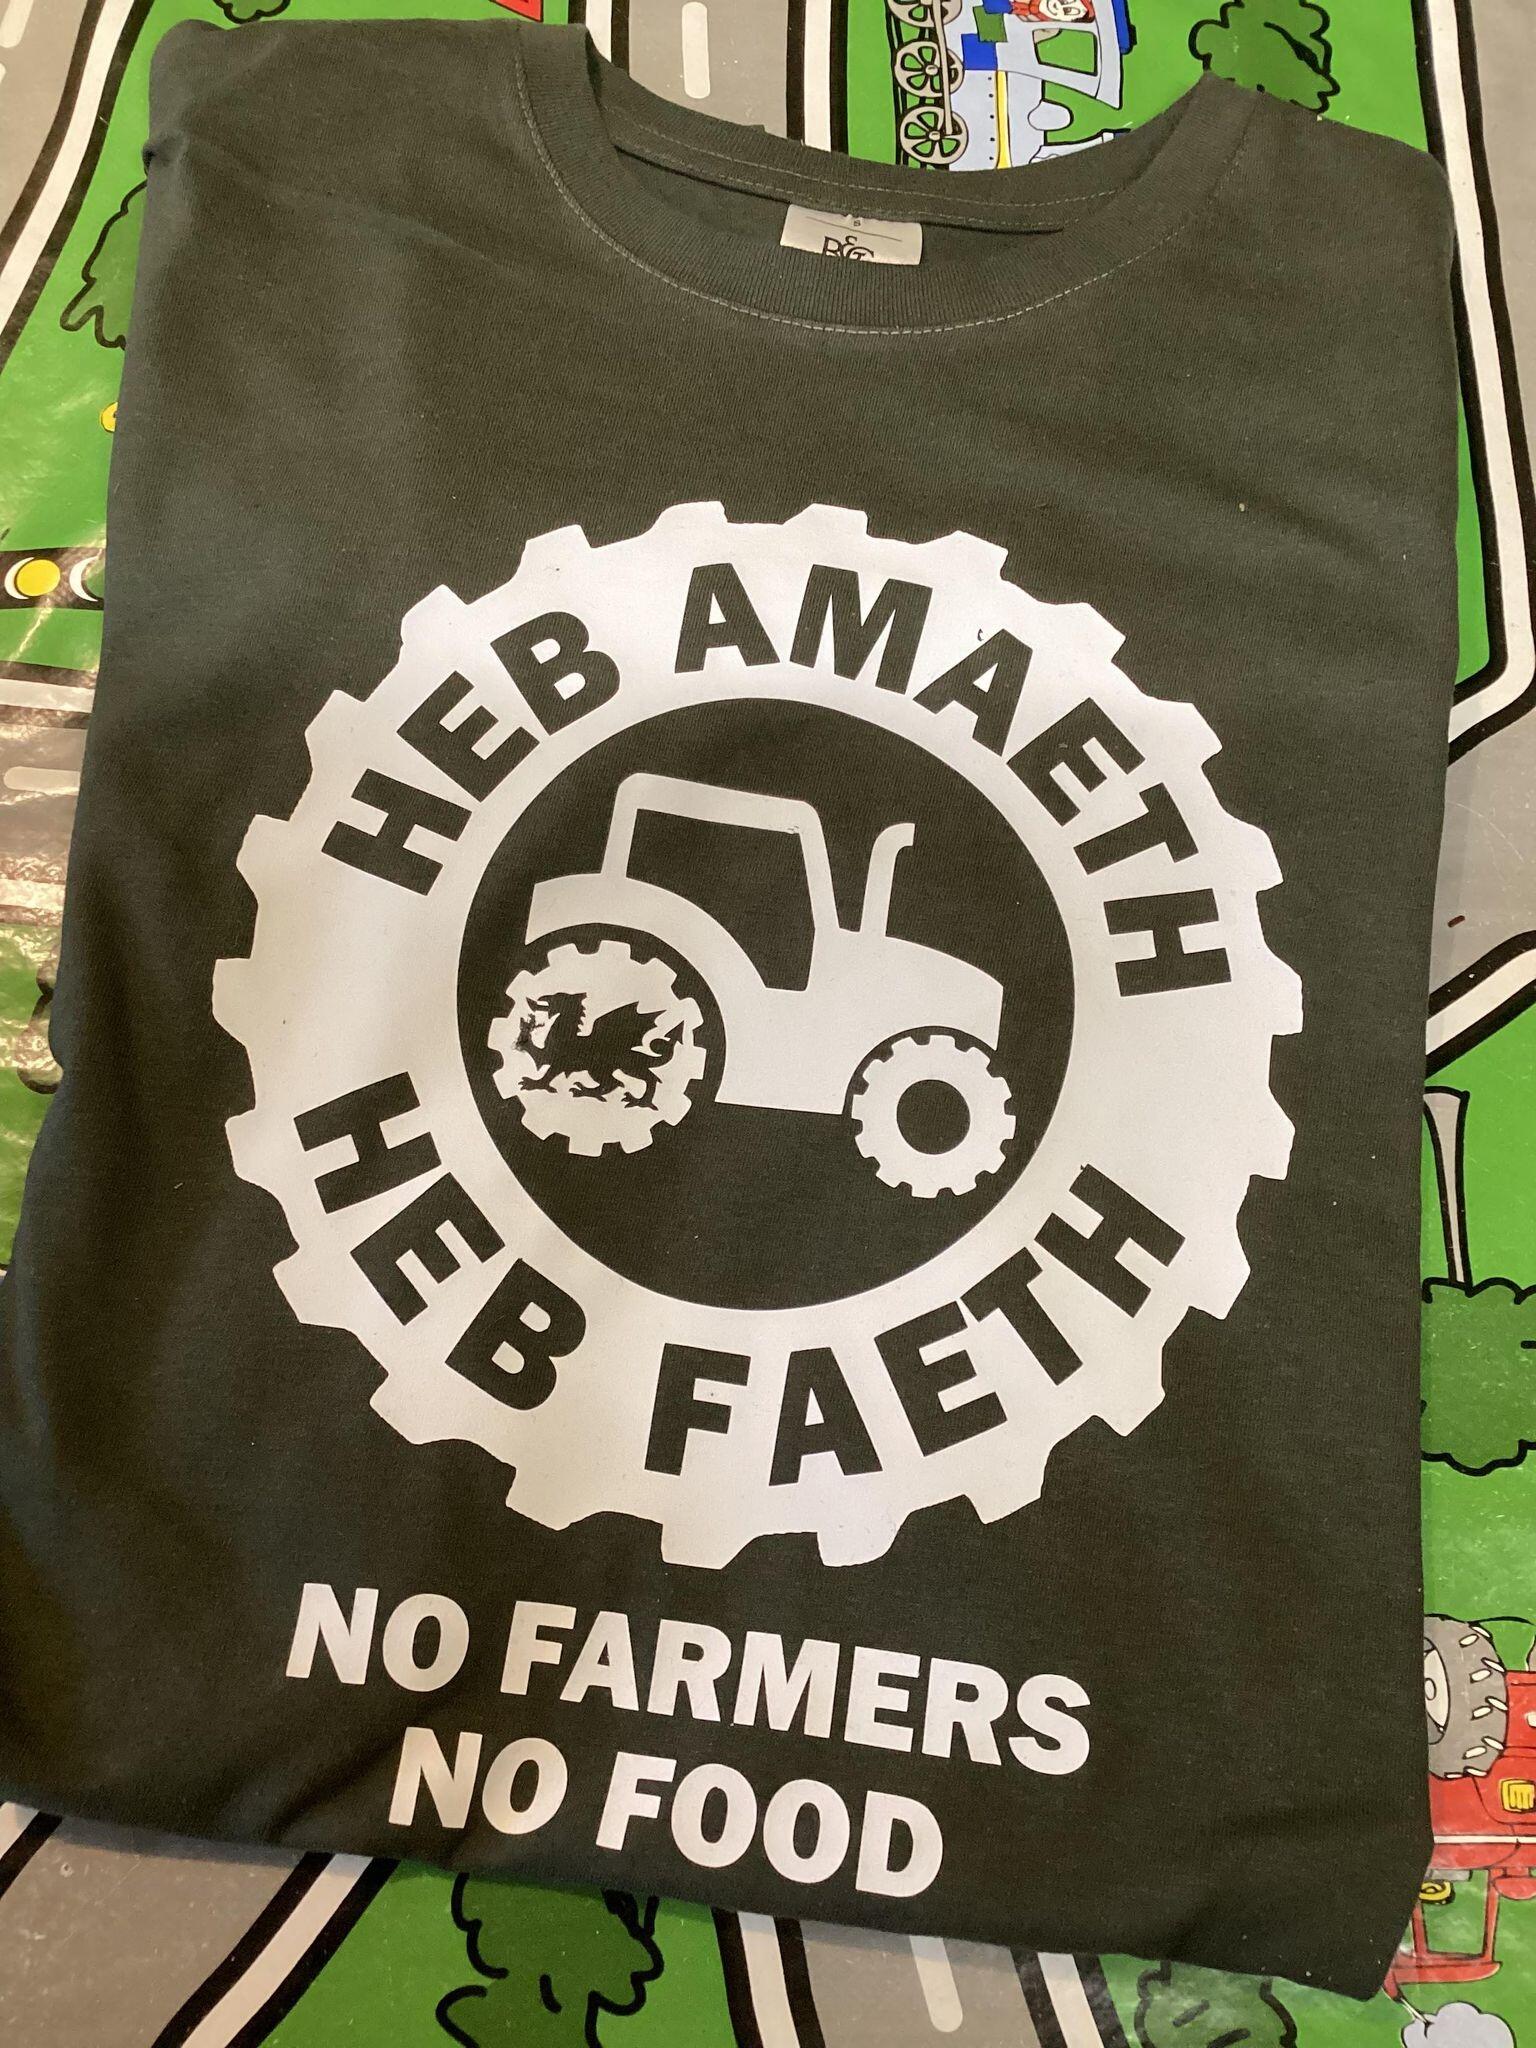 S
B&C
HEB AMAETH
HEB FAETH
NO FARMERS
NO FOOD